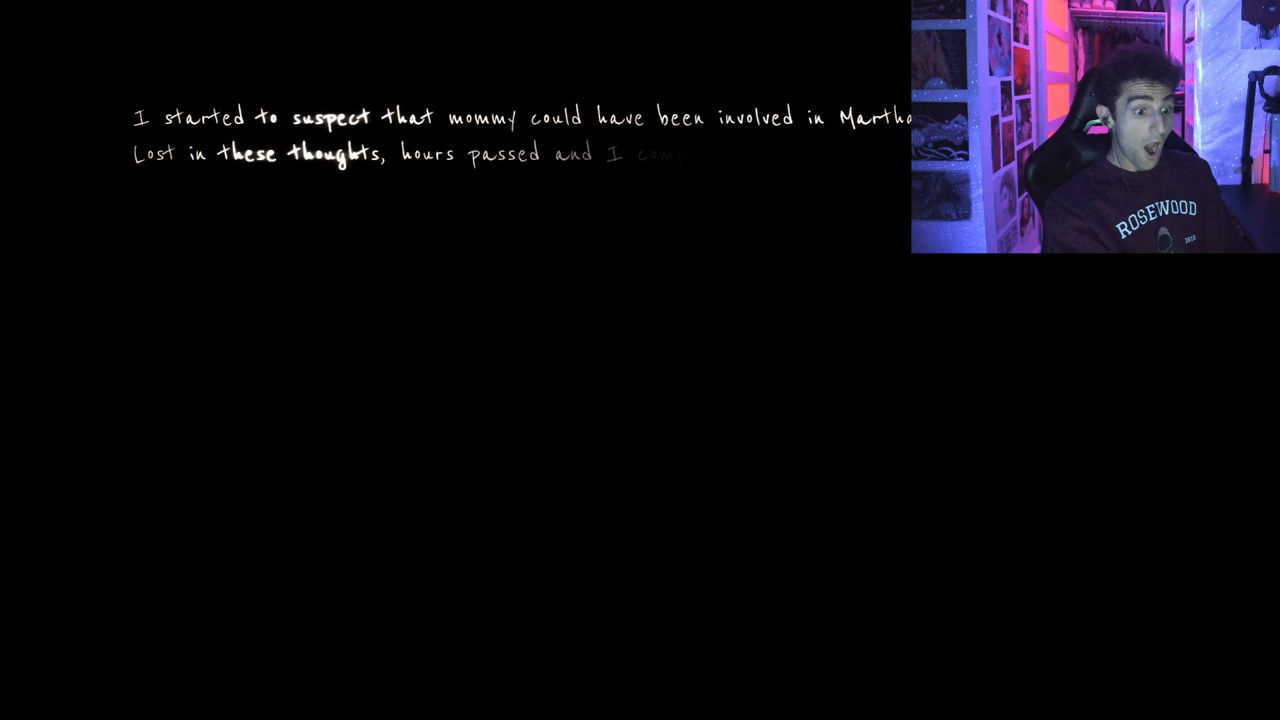 I started to suspect that mommy could have been involved in Martha
Lost in these thoughts, hours passed and I
ROSEWOOD
2010